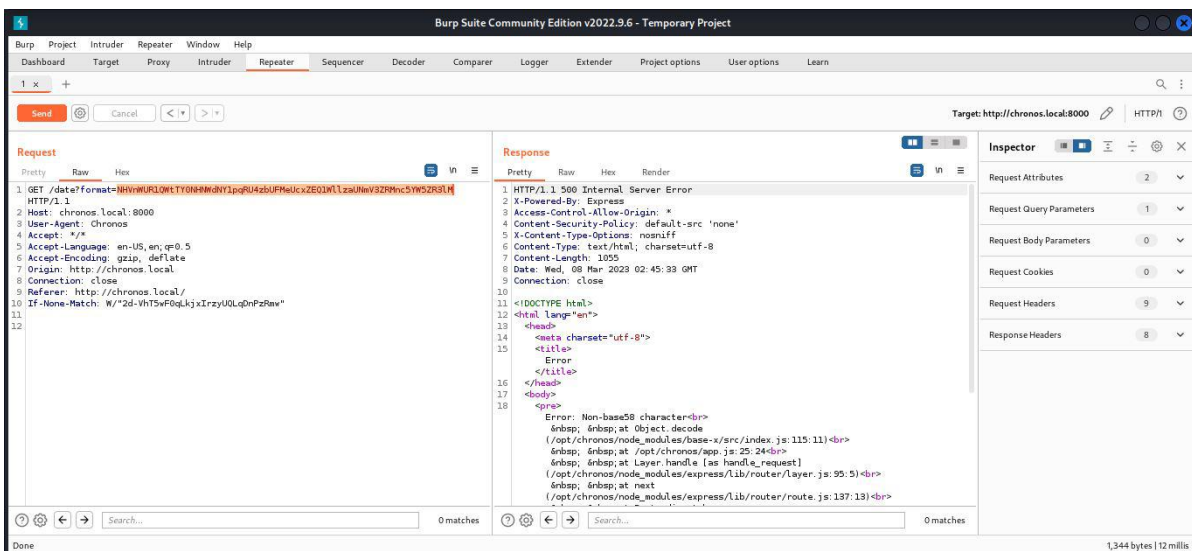 Burp Suite Community Edition v2022.9.6 - Temporary Project
Burp Project Intruder Repeater Window Help
Dashboard Target Proxy Intruder Repeater Sequencer Decoder Comparer Logger Extender Project options User options Learn
1 × +
Send Cancel < > Target: http://chronos.local:8000 HTTP/1 ?
Request
Pretty Raw Hex \n
1 GET /date?format=
HTTP/1.1
2 Host: chronos.local:8000
3 User-Agent: Chronos
4 Accept: */*
5 Accept-Language: en-US,en;q=0.5
6 Accept-Encoding: gzip, deflate
7 Origin: http://chronos.local
8 Connection: close
9 Referer: http://chronos.local/
10 If-None-Match: W/"2d-VhT5wF0qLkjxIrzyUQLqDnPzRmw"
11
12
? Search... 0 matches
Response
Pretty Raw Hex Render \n
1 HTTP/1.1 500 Internal Server Error
2 X-Powered-By: Express
3 Access-Control-Allow-Origin: *
4 Content-Security-Policy: default-src 'none'
5 X-Content-Type-Options: nosniff
6 Content-Type: text/html; charset=utf-8
7 Content-Length: 1055
8 Date: Wed, 08 Mar 2023 02:45:33 GMT
9 Connection: close
10
11 <!DOCTYPE html>
12 <html lang="en">
13 <head>
14 <meta charset="utf-8">
15 <title>
Error
</title>
16 </head>
17 <body>
18 <pre>
Error: Non-base58 character<br>
&nbsp; &nbsp;at Object.decode
(/opt/chronos/node_modules/base-x/src/index.js:115:11)<br>
&nbsp; &nbsp;at /opt/chronos/app.js:25:24<br>
&nbsp; &nbsp;at Layer.handle [as handle_request]
(/opt/chronos/node_modules/express/lib/router/layer.js:95:5)<br>
&nbsp; &nbsp;at next
(/opt/chronos/node_modules/express/lib/router/route.js:137:13)<br>
? Search... 0 matches
Inspector
Request Attributes 2
Request Query Parameters 1
Request Body Parameters 0
Request Cookies 0
Request Headers 9
Response Headers 8
Done 1,344 bytes | 12 millis